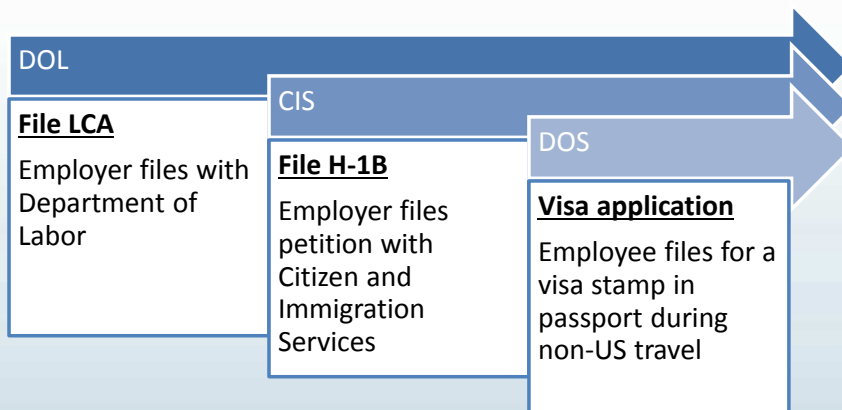 DOL
File LCA
Employer files with
Department of
Labor
CIS
File H-1B
Employer files
petition with
Citizen and
Immigration
Services
DOS
Visa application
Employee files for a
visa stamp in
passport during
non-US travel